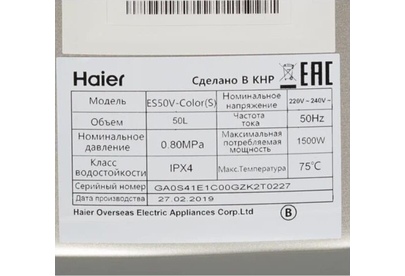 Haier Сделано В КНР EAC
Модель ES50V-Color(S) Номинальное напряжение 220V~240V~
Объем 50L Частота тока 50Hz
Номинальное давление 0.80MPa Максимальная потребляемая мощность 1500W
Класс водостойкости IPX4 Макс.Температура 75℃
Серийный номер GA0S41E1C00GZK2T0227
Дата производства 27.02.2019
Haier Overseas Electric Appliances Corp.Ltd B